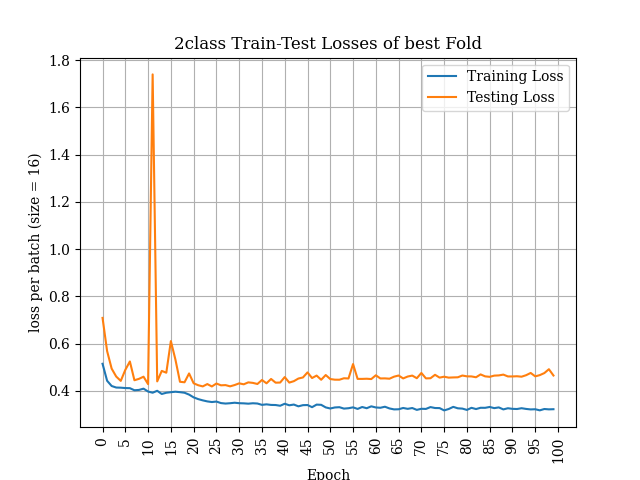 2class Train-Test Losses of best Fold
Training Loss
Testing Loss
1.8
1.6
1.4
1.2
1.0
0.8
0.6
0.4
loss per batch (size = 16)
0 5 10 15 20 25 30 35 40 45 50 55 60 65 70 75 80 85 90 95 100
Epoch